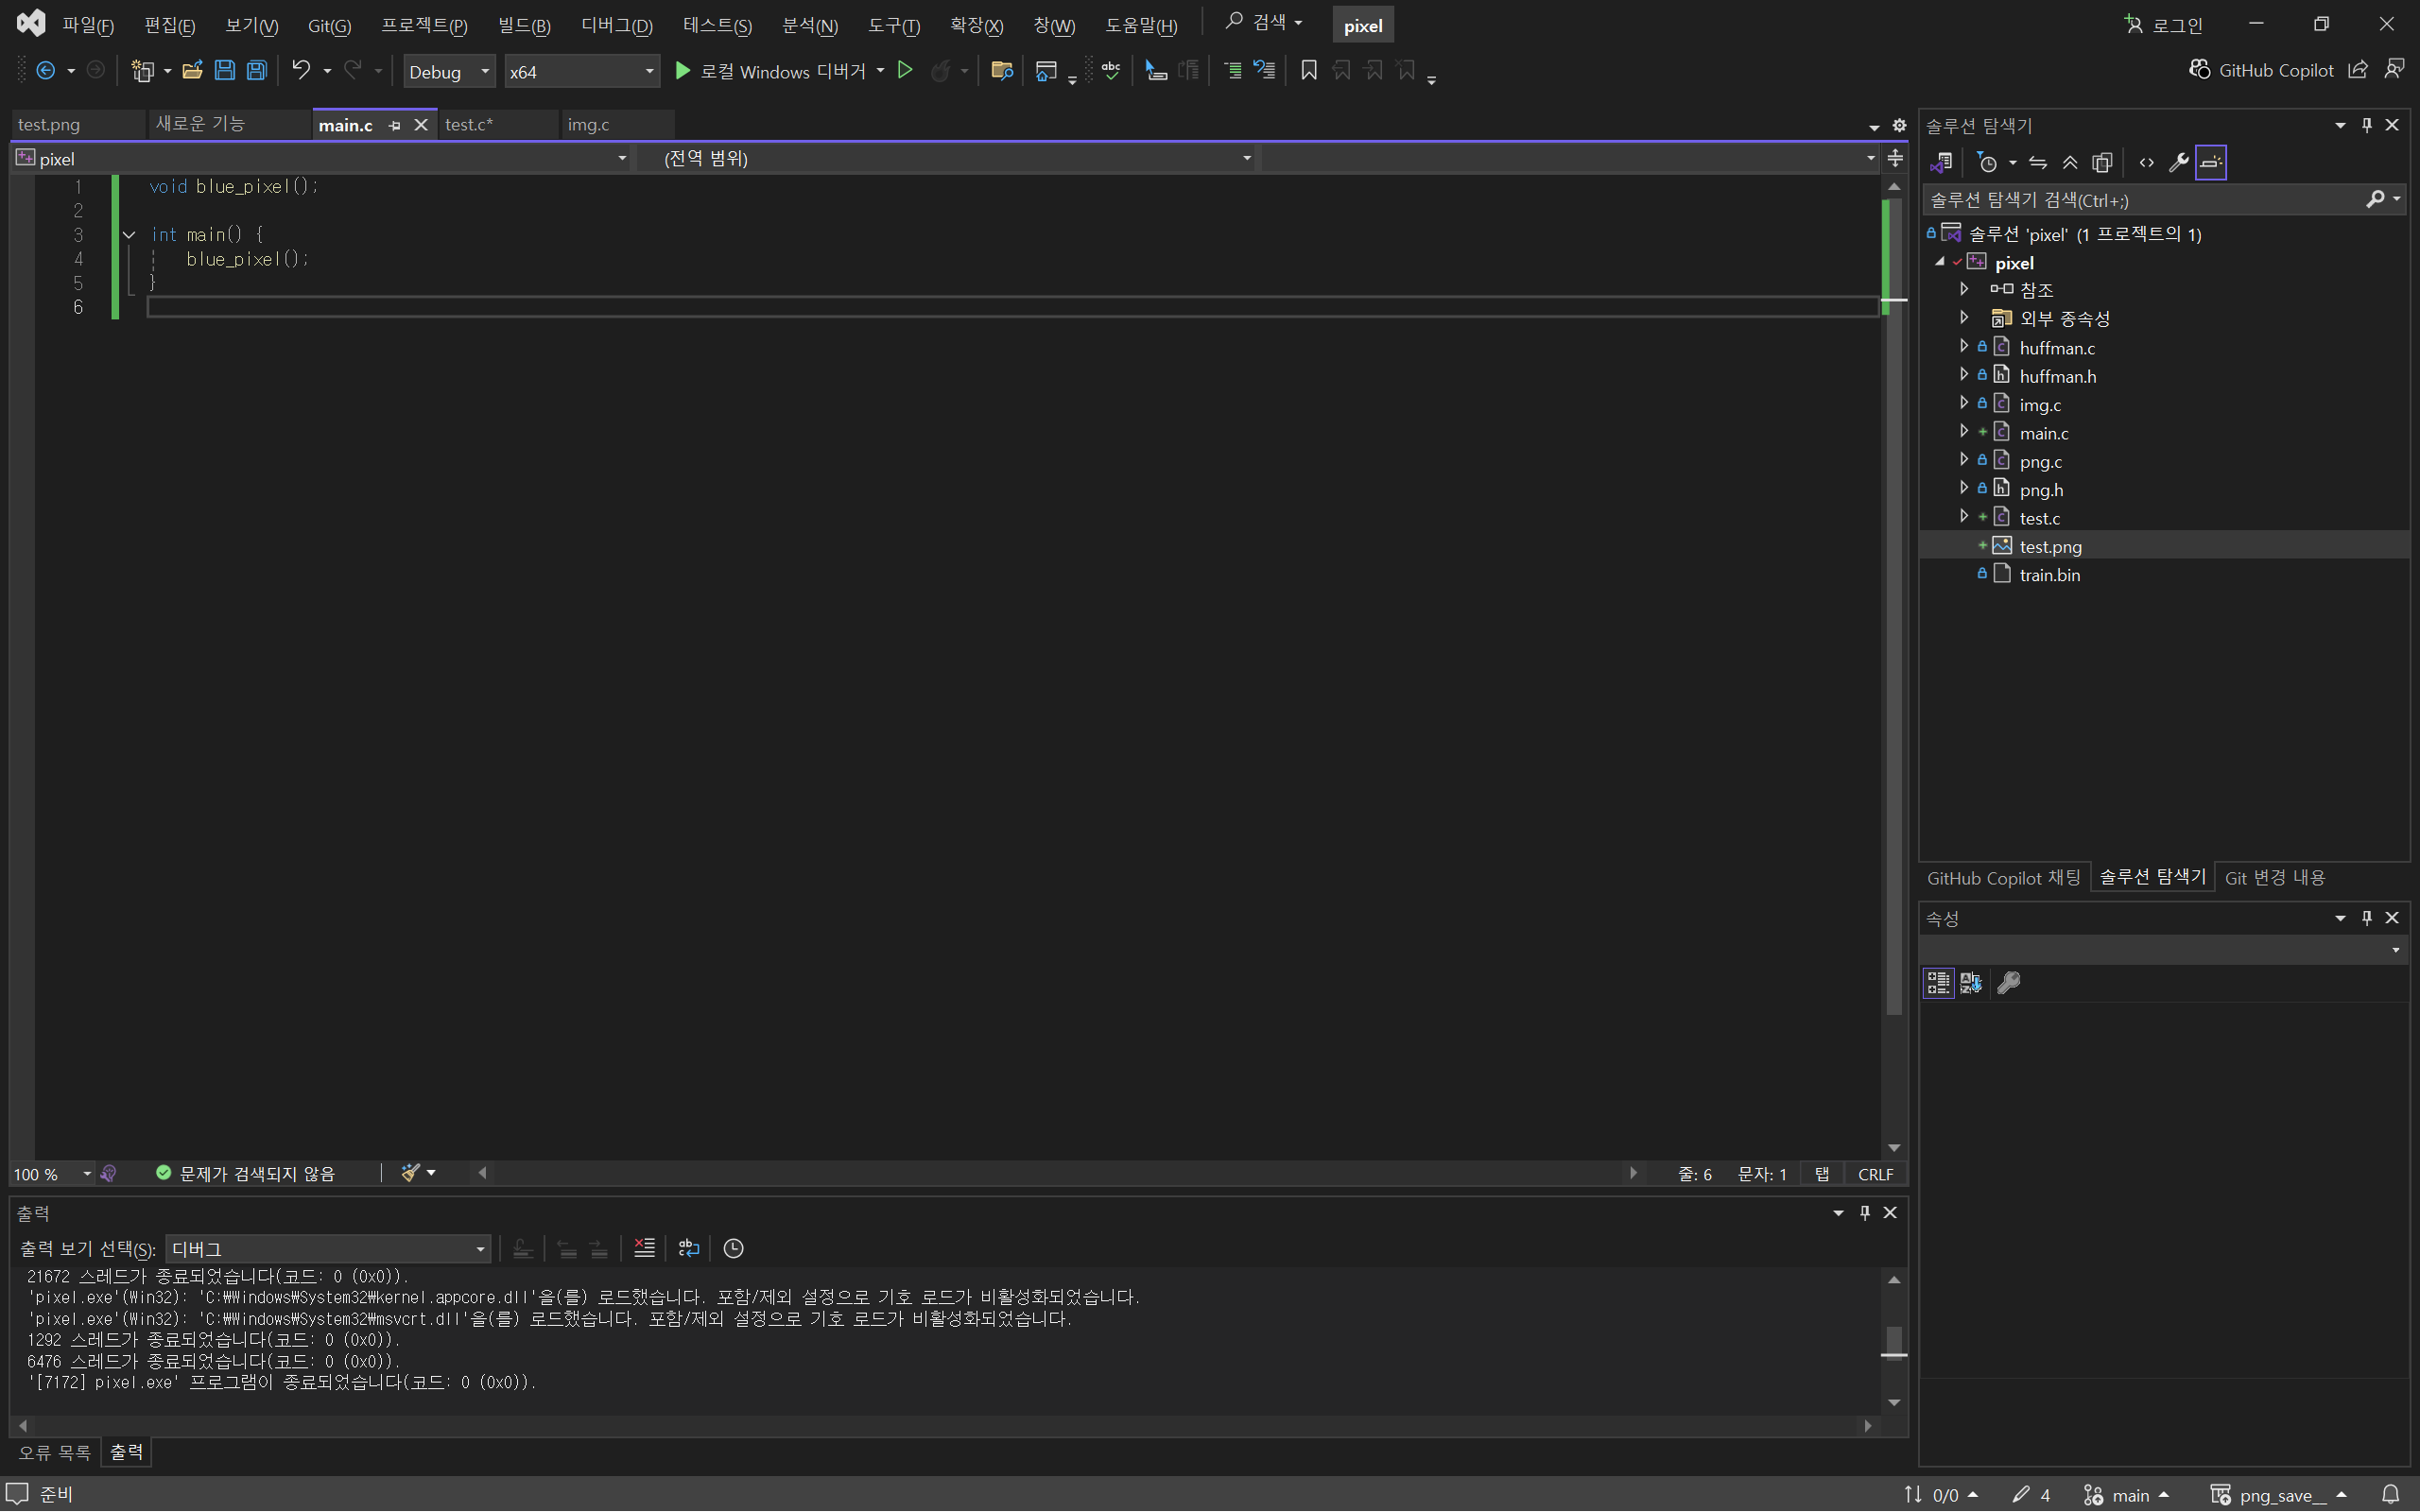 파일(F) 편집(E) 보기(V) Git(G) 프로젝트(P) 빌드(B) 디버그(D) 테스트(S) 분석(N) 도구(T) 확장(X) 창(W) 도움말(H) 검색 pixel 로그인
Debug x64 로컬 Windows 디버거 GitHub Copilot
test.png 새로운 기능 main.c test.c* img.c
pixel (전역 범위)
1 void blue_pixel();
2
3 int main() {
4 blue_pixel();
5 }
6
100 % 문제가 검색되지 않음 줄: 6 문자: 1 탭 CRLF
출력
출력 보기 선택(S): 디버그
21672 스레드가 종료되었습니다(코드: 0 (0x0)).
'pixel.exe'(Win32): 'C:₩Windows₩System32₩kernel.appcore.dll'을(를) 로드했습니다. 포함/제외 설정으로 기호 로드가 비활성화되었습니다.
'pixel.exe'(Win32): 'C:₩Windows₩System32₩msvcrt.dll'을(를) 로드했습니다. 포함/제외 설정으로 기호 로드가 비활성화되었습니다.
1292 스레드가 종료되었습니다(코드: 0 (0x0)).
6476 스레드가 종료되었습니다(코드: 0 (0x0)).
'[7172] pixel.exe' 프로그램이 종료되었습니다(코드: 0 (0x0)).
오류 목록 출력
솔루션 탐색기
솔루션 탐색기 검색(Ctrl+;)
솔루션 'pixel' (1 프로젝트의 1)
pixel
참조
외부 종속성
huffman.c
huffman.h
img.c
main.c
png.c
png.h
test.c
test.png
train.bin
GitHub Copilot 채팅 솔루션 탐색기 Git 변경 내용
속성
준비 0/0 4 main png_save__